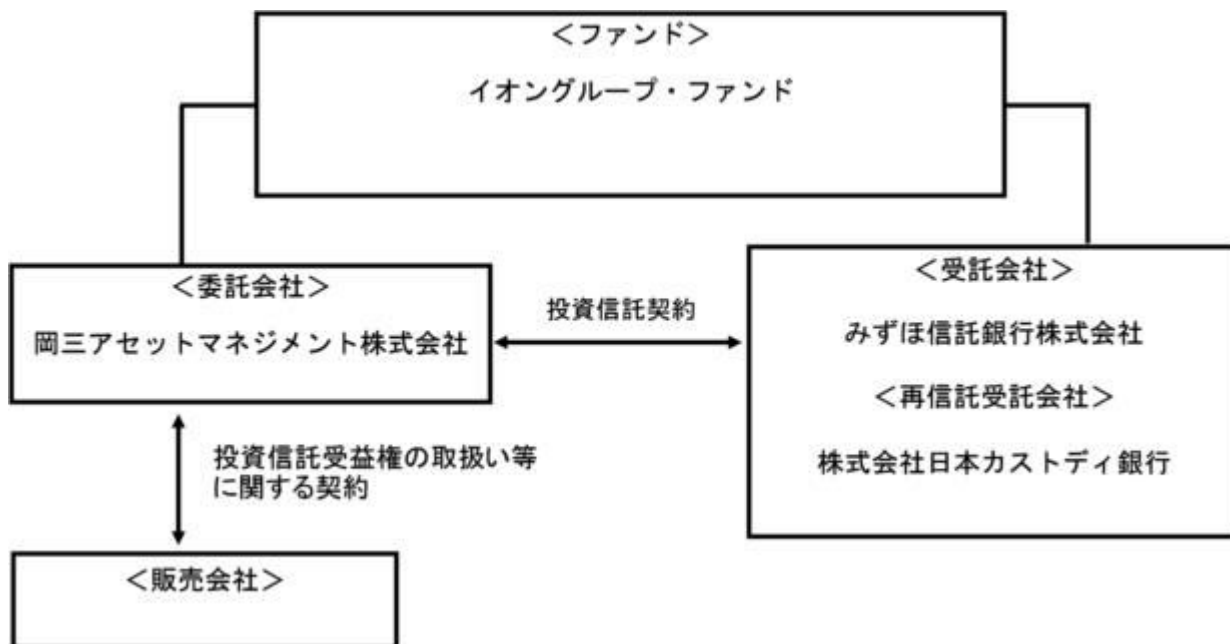 ＜ファンド＞
イオングループ・ファンド
＜委託会社＞
岡三アセットマネジメント株式会社
投資信託契約
＜受託会社＞
みずほ信託銀行株式会社
＜再信託受託会社＞
株式会社日本カストディ銀行
投資信託受益権の取扱い等
に関する契約
＜販売会社＞